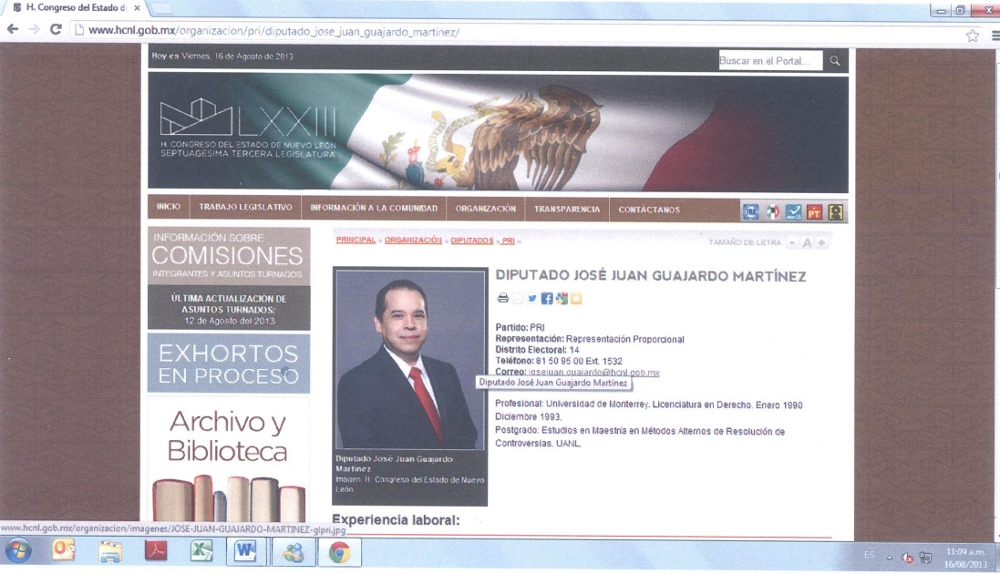 H. Congreso del Estado d
www.hcnl.gob.mx/organizacion/pri/diputado_jose_juan_guajardo_martinez/
Hoy es Viernes, 16 de Agosto de 2013
Buscar en el Portal...
LXXIII
H. CONGRESO DEL ESTADO DE NUEVO LEÓN
SEPTUAGÉSIMA TERCERA LEGISLATURA
INICIO TRABAJO LEGISLATIVO INFORMACIÓN A LA COMUNIDAD ORGANIZACIÓN TRANSPARENCIA CONTÁCTANOS
PT
INFORMACIÓN SOBRE
COMISIONES
INTEGRANTES Y ASUNTOS TURNADOS
ÚLTIMA ACTUALIZACIÓN DE
ASUNTOS TURNADOS:
12 de Agosto del 2013
EXHORTOS
EN PROCESO
Archivo y
Biblioteca
PRINCIPAL » ORGANIZACIÓN » DIPUTADOS » PRI »
TAMAÑO DE LETRA - A +
DIPUTADO JOSÉ JUAN GUAJARDO MARTÍNEZ
Partido: PRI
Representación: Representación Proporcional
Distrito Electoral: 14
Teléfono: 81 50 95 00 Ext. 1532
Correo: josejuan.guajardo@hcnl.gob.mx
Diputado José Juan Guajardo Martínez
Profesional: Universidad de Monterrey. Licenciatura en Derecho. Enero 1990
Diciembre 1993.
Postgrado: Estudios en Maestría en Métodos Alternos de Resolución de
Controversias. UANL.
Diputado José Juan Guajardo
Martínez
Imagen: H. Congreso del Estado de Nuevo
León
Experiencia laboral:
www.hcnl.gob.mx/organizacion/imagenes/JOSE-JUAN-GUAJARDO-MARTINEZ-glpri.jpg
ES
11:09 a.m.
16/08/2013